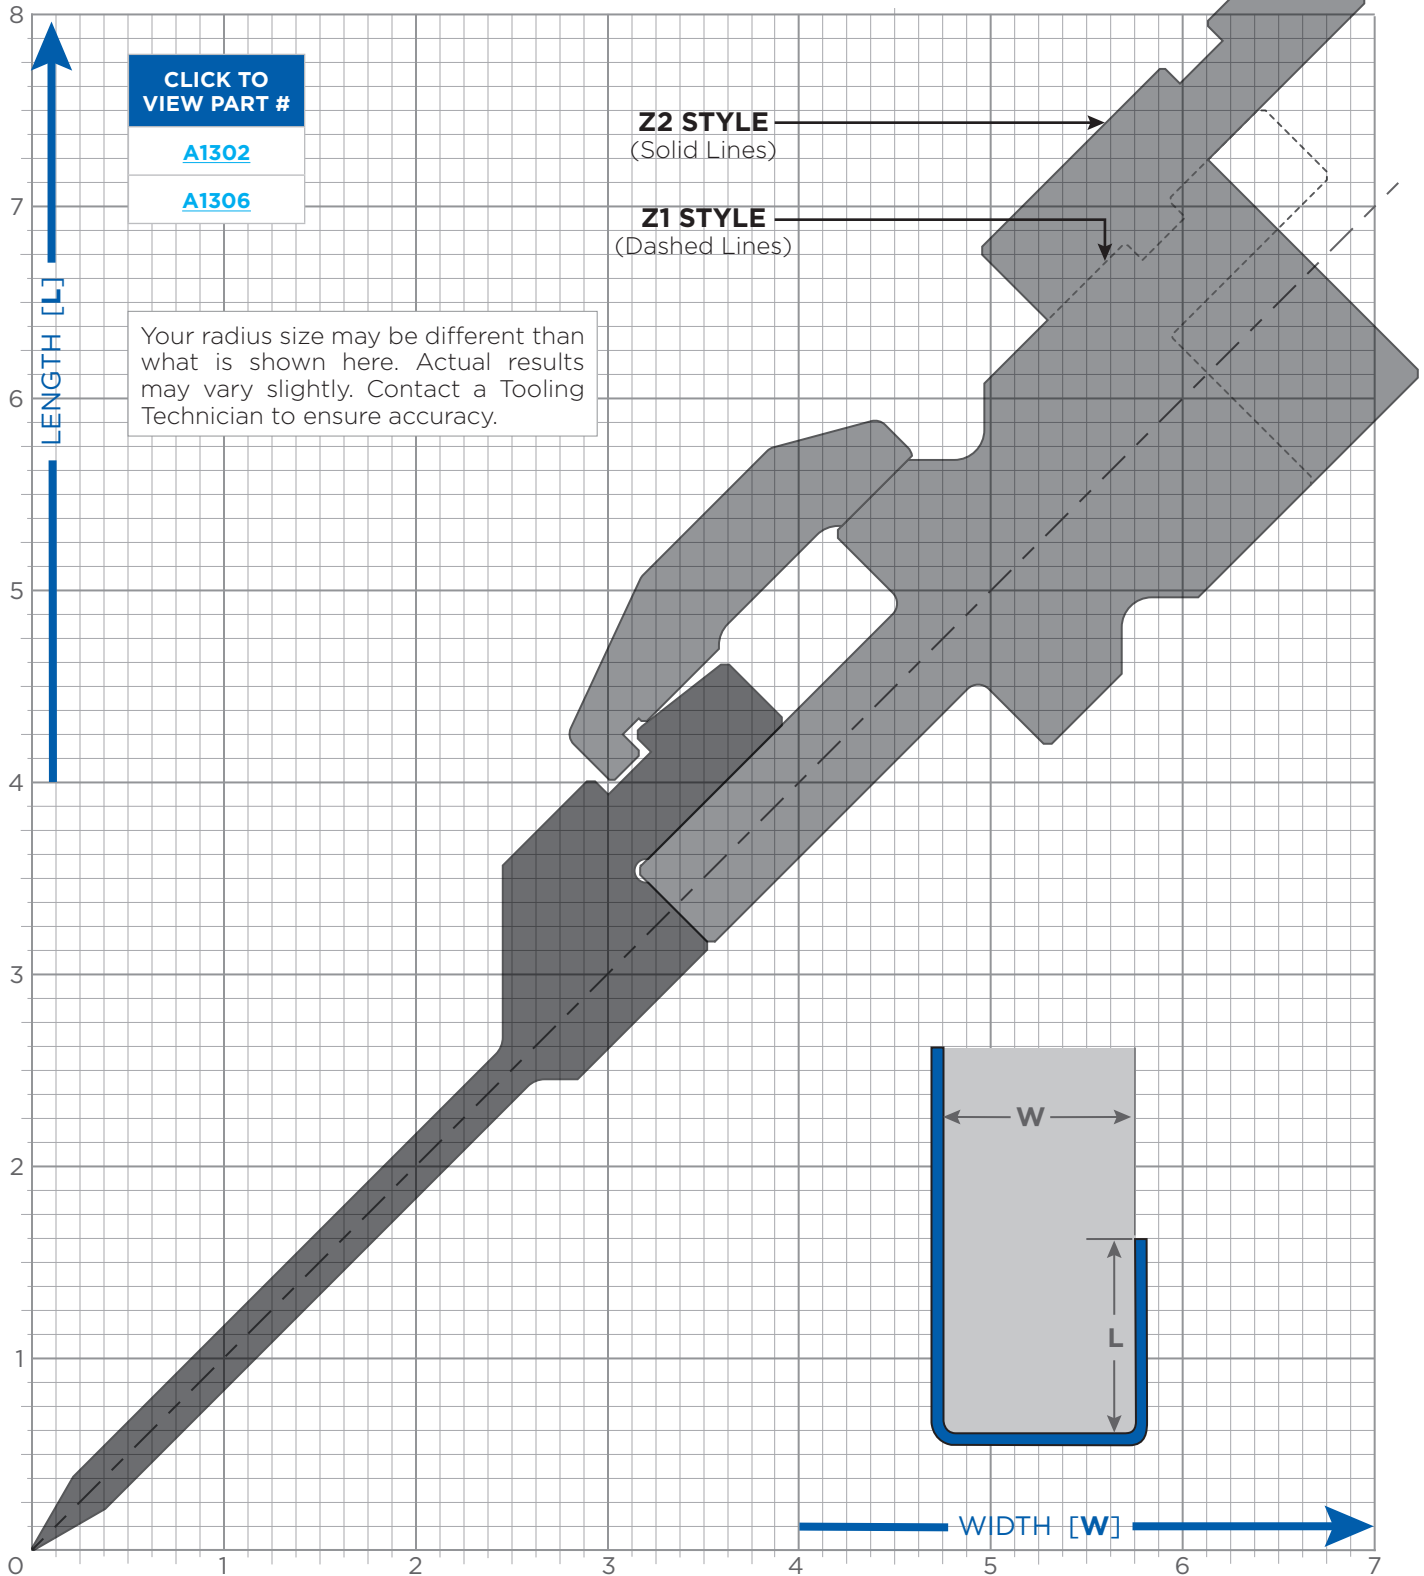 8
CLICK TO
VIEW PART #
A1302
A1306
Z2 STYLE
(Solid Lines)
Z1 STYLE
(Dashed Lines)
7
LENGTH [L]
Your radius size may be different than
what is shown here. Actual results
may vary slightly. Contact a Tooling
Technician to ensure accuracy.
6
5
4
3
W
2
L
1
WIDTH [W]
0
1
2
3
4
5
6
7